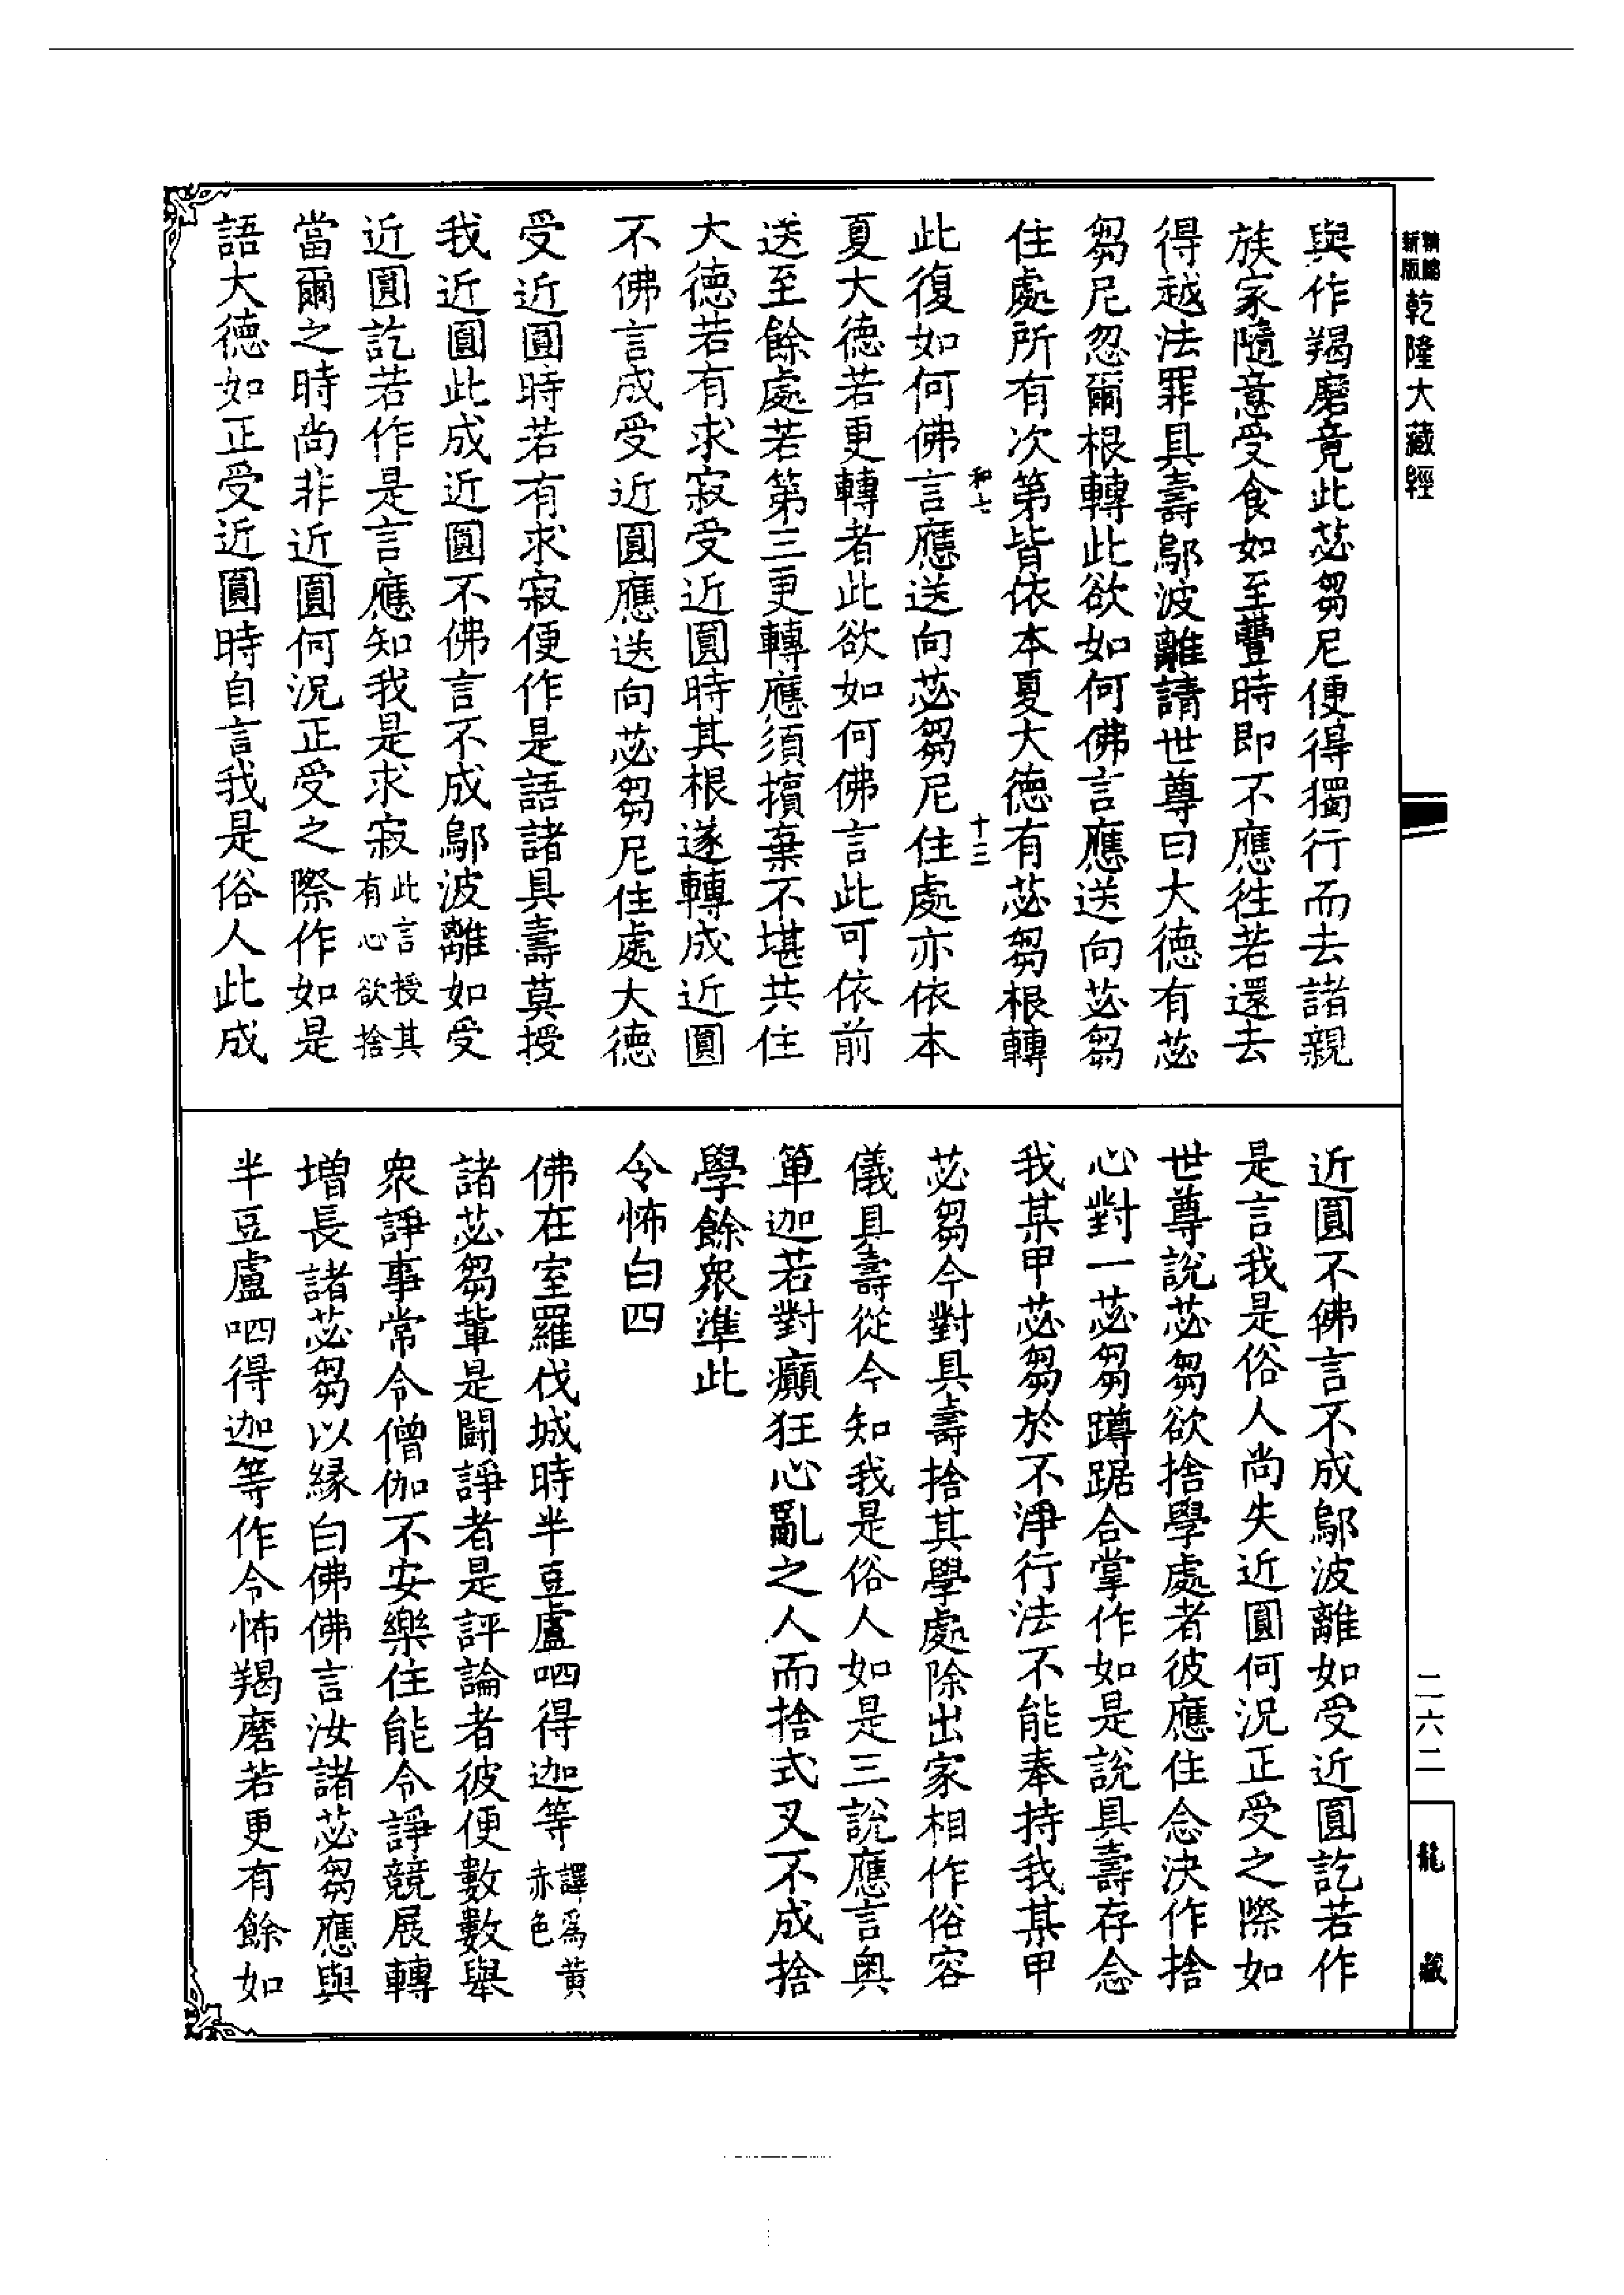 新版
乾隆大藏經
與作羯磨竟此苾芻尼便得獨行而去諸親
族家隨意受食如至豐時即不應往若還去
得越法罪具壽鄔波離請世尊曰大德有苾
芻尼忽爾根轉此欲如何佛言應送向苾芻
住處所有次第皆依本夏大德有苾芻根轉
和七
十三
此復如何佛言應送向苾芻尼住處亦依本
夏大德若更轉者此欲如何佛言此可依前
送至餘處若第三更轉應須擯棄不堪共住
大德若有求寂受近圓時其根遂轉成近圓
不佛言成受近圓應送向苾芻尼住處大德
受近圓時若有求寂便作是語諸具壽莫授
我近圓此成近圓不佛言不成鄔波離如受
近圓訖若作是言應知我是求寂此言授其
有心欲捨
當爾之時尚非近圓何況正受之際作如是
語大德如正受近圓時自言我是俗人此成
近圓不佛言不成鄔波離如受近圓訖若作
是言我是俗人尚失近圓何況正受之際如
世尊說苾芻欲捨學處者彼應住念決作捨
心對一苾芻蹲踞合掌作如是說具壽存念
我某甲苾芻於不淨行法不能奉持我某甲
苾芻今對具壽捨其學處除出家相作俗容
儀具壽從今知我是俗人如是三說應言奧
箄迦若對癲狂心亂之人而捨式叉不成捨
學餘衆準此
令怖白四
佛在室羅伐城時半豆盧呬得迦等譯爲黄
赤色
諸苾芻輩是鬪諍者是評論者彼便數數舉
衆諍事常令僧伽不安樂住能令諍競展轉
增長諸苾芻以緣白佛佛言汝諸苾芻應與
半豆盧呬得迦等作令怖羯磨若更有餘如
二六二
龍藏